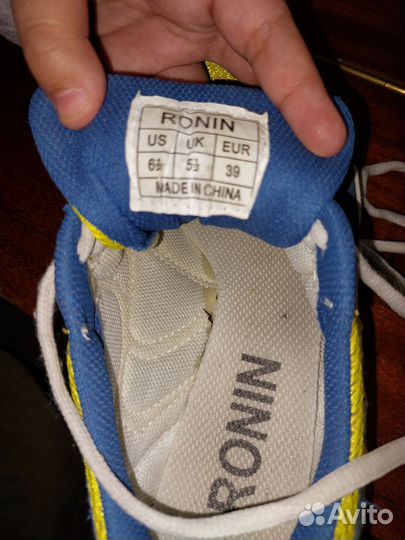 RONIN
US UK EUR
6½ 5½ 39
MADE IN CHINA
RONIN
Avito